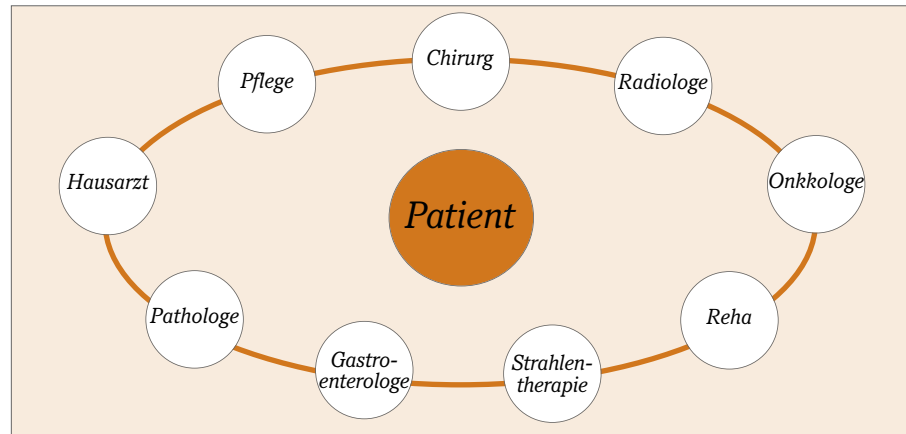 Chirurg
Pflege
Radiologe
Hausarzt
Onkkologe
Patient
Pathologe
Reha
Gastro-
enterologe
Strahlen-
therapie